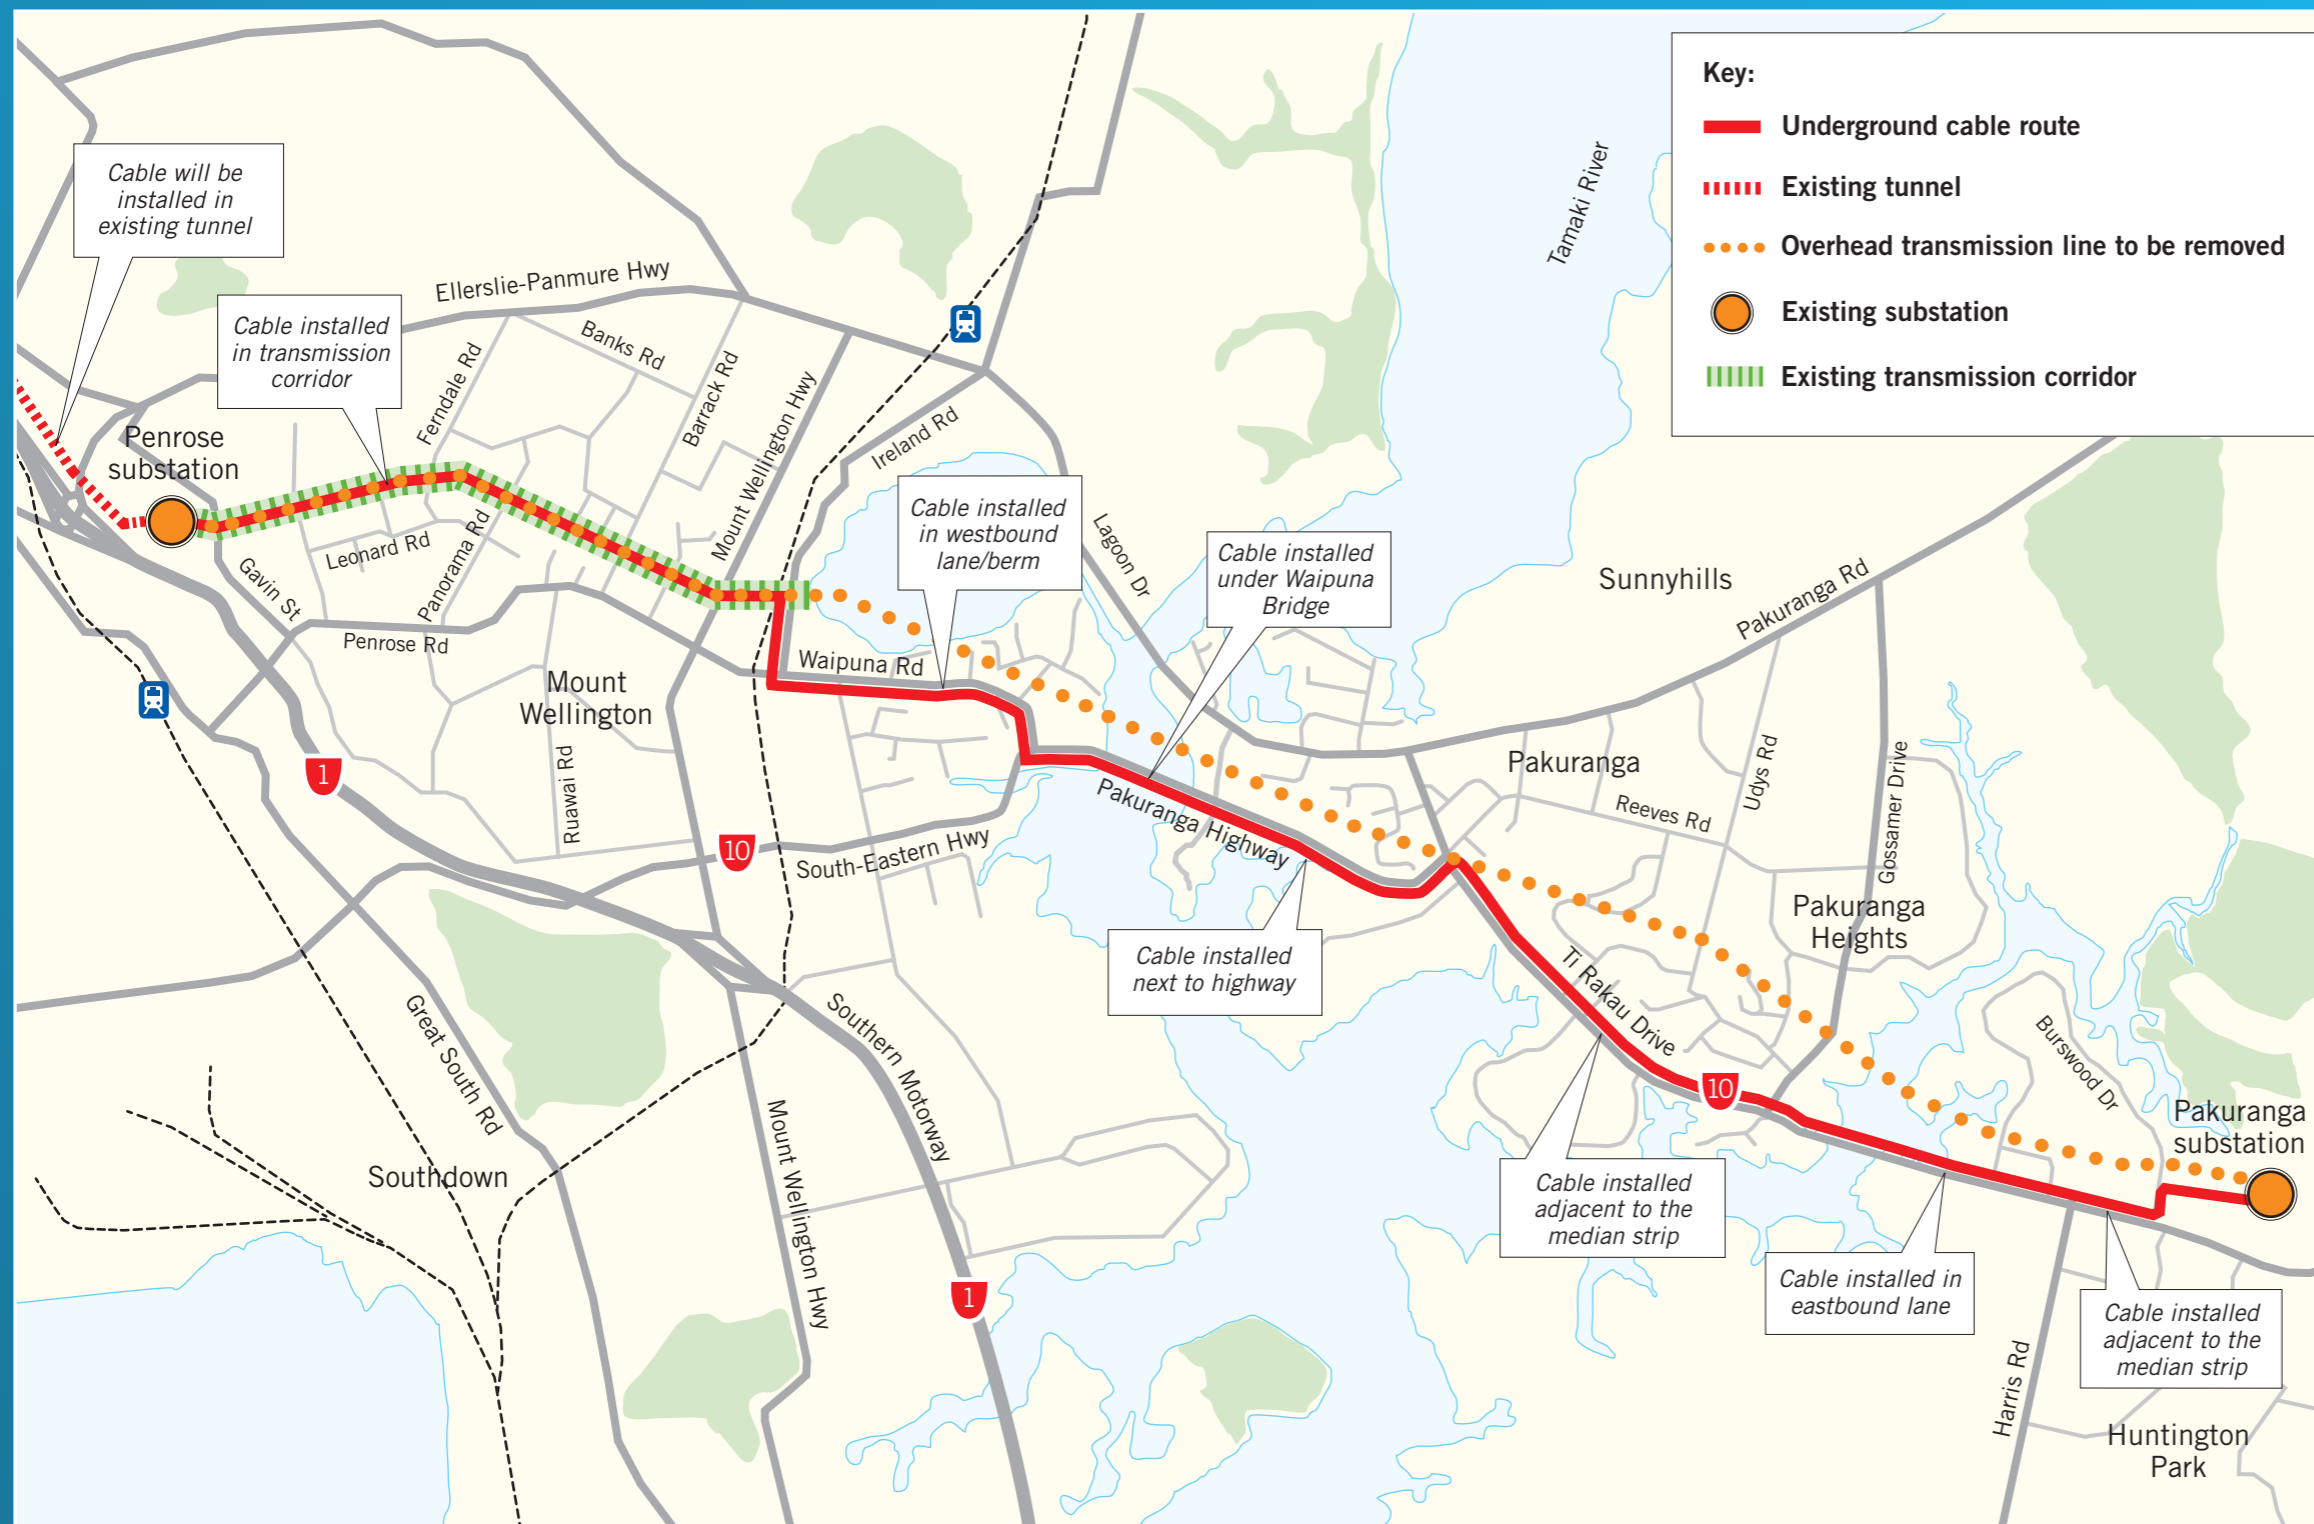 Key:
Underground cable route
Existing tunnel
Overhead transmission line to be removed
Existing substation
Existing transmission corridor
Cable will be
installed in
existing tunnel
Cable installed
in transmission
corridor
Penrose
substation
Ellerslie-Panmure Hwy
Banks Rd
Ferndale Rd
Barrack Rd
Mount Wellington Hwy
Ireland Rd
Tamaki River
Lagoon Dr
Cable installed
in westbound
lane/berm
Cable installed
under Waipuna
Bridge
Sunnyhills
Pakuranga Rd
Leonard Rd
Panorama Rd
Gavin St
Penrose Rd
Mount
Wellington
Waipuna Rd
Ruawai Rd
1
10
South-Eastern Hwy
Pakuranga Highway
Pakuranga
Reeves Rd
Udys Rd
Gossamer Drive
Pakuranga
Heights
Cable installed
next to highway
Ti Rakau Drive
10
Burswood Dr
Pakuranga
substation
Great South Rd
Southern Motorway
Southdown
Mount Wellington Hwy
1
Cable installed
adjacent to the
median strip
Cable installed in
eastbound lane
Cable installed
adjacent to the
median strip
Harris Rd
Huntington
Park